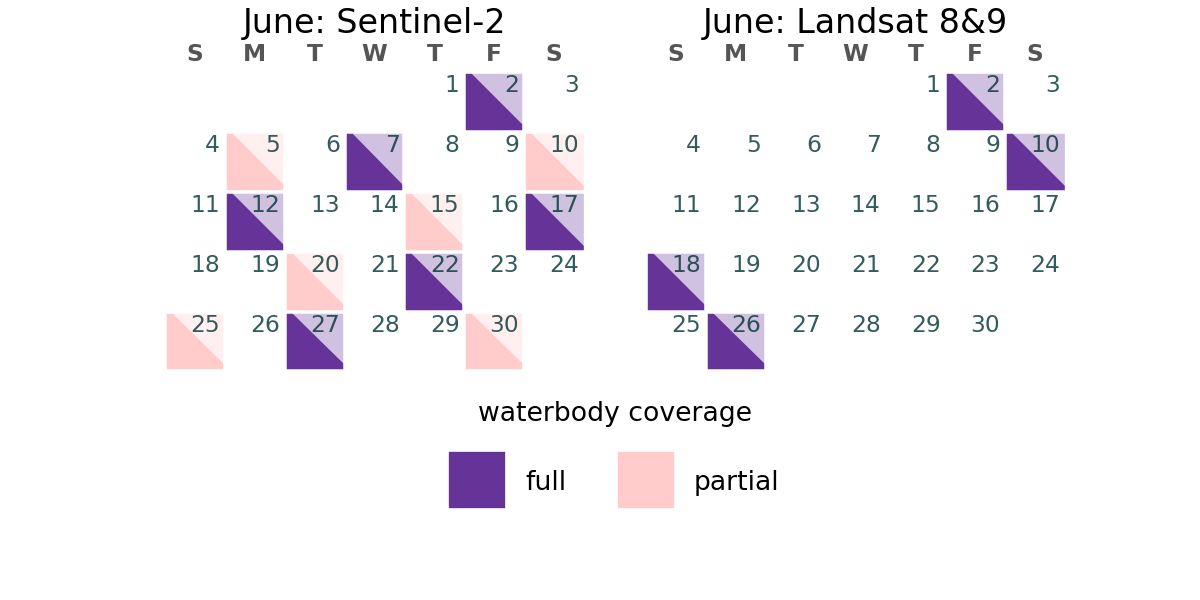 June: Sentinel-2
S M T W T F S
1 2 3
4 5 6 7 8 9 10
11 12 13 14 15 16 17
18 19 20 21 22 23 24
25 26 27 28 29 30
June: Landsat 8&9
S M T W T F S
1 2 3
4 5 6 7 8 9 10
11 12 13 14 15 16 17
18 19 20 21 22 23 24
25 26 27 28 29 30
waterbody coverage
full
partial